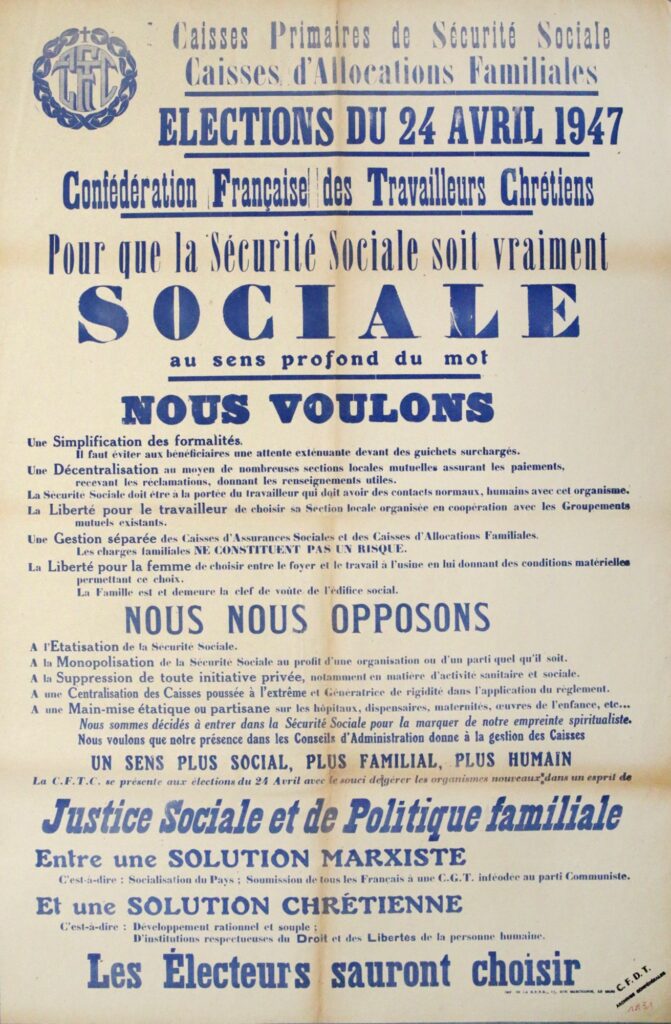 CFTC
Caisses Primaires de Sécurité Sociale
Caisses d'Allocations Familiales
ELECTIONS DU 24 AVRIL 1947
Confédération Française des Travailleurs Chrétiens
Pour que la Sécurité Sociale soit vraiment
SOCIALE
au sens profond du mot
NOUS VOULONS
Une Simplification des formalités.
Il faut éviter aux bénéficiaires une attente exténuante devant des guichets surchargés.
Une Décentralisation au moyen de nombreuses sections locales mutuelles assurant les paiements,
recevant les réclamations, donnant les renseignements utiles.
La Sécurité Sociale doit être à la portée du travailleur qui doit avoir des contacts normaux, humains avec cet organisme.
La Liberté pour le travailleur de choisir sa Section locale organisée en coopération avec les Groupements
mutuels existants.
Une Gestion séparée des Caisses d'Assurances Sociales et des Caisses d'Allocations Familiales.
Les charges familiales NE CONSTITUENT PAS UN RISQUE.
La Liberté pour la femme de choisir entre le foyer et le travail à l'usine en lui donnant des conditions matérielles
permettant ce choix.
La Famille est et demeure la clef de voûte de l'édifice social.
NOUS NOUS OPPOSONS
A l'Etatisation de la Sécurité Sociale.
A la Monopolisation de la Sécurité Sociale au profit d'une organisation ou d'un parti quel qu'il soit.
A la Suppression de toute initiative privée, notamment en matière d'activité sanitaire et sociale.
A une Centralisation des Caisses poussée à l'extrême et Génératrice de rigidité dans l'application du règlement.
A une Main-mise étatique ou partisane sur les hôpitaux, dispensaires, maternités, œuvres de l'enfance, etc...
Nous sommes décidés à entrer dans la Sécurité Sociale pour la marquer de notre empreinte spiritualiste.
Nous voulons que notre présence dans les Conseils d'Administration donne à la gestion des Caisses
UN SENS PLUS SOCIAL, PLUS FAMILIAL, PLUS HUMAIN
La C.F.T.C. se présente aux élections du 24 Avril avec le souci de gérer les organismes nouveaux dans un esprit de
Justice Sociale et de Politique familiale
Entre une SOLUTION MARXISTE
C'est-à-dire : Socialisation du Pays ; Soumission de tous les Français à une C.G.T. inféodée au parti Communiste.
Et une SOLUTION CHRÉTIENNE
C'est-à-dire : Développement rationnel et souple ;
D'institutions respectueuses du Droit et des Libertés de la personne humaine.
Les Électeurs sauront choisir
C.F.D.T.
ARCHIVES CONFÉDÉRALES